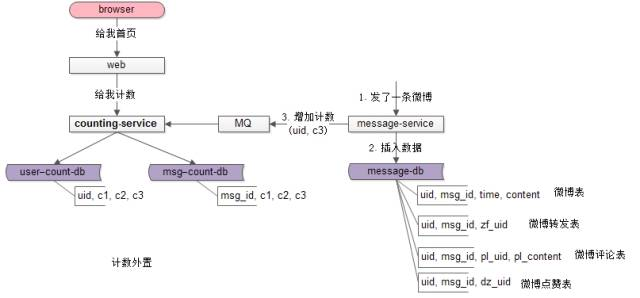 browser
给我首页
web
给我计数
1. 发了一条微博
counting-service
MQ
3. 增加计数
(uid, c3)
message-service
2. 插入数据
user-count-db
msg-count-db
message-db
uid, c1, c2, c3
msg_id, c1, c2, c3
uid, msg_id, time, content
微博表
uid, msg_id, zf_uid
微博转发表
uid, msg_id, pl_uid, pl_content
微博评论表
uid, msg_id, dz_uid
微博点赞表
计数外置